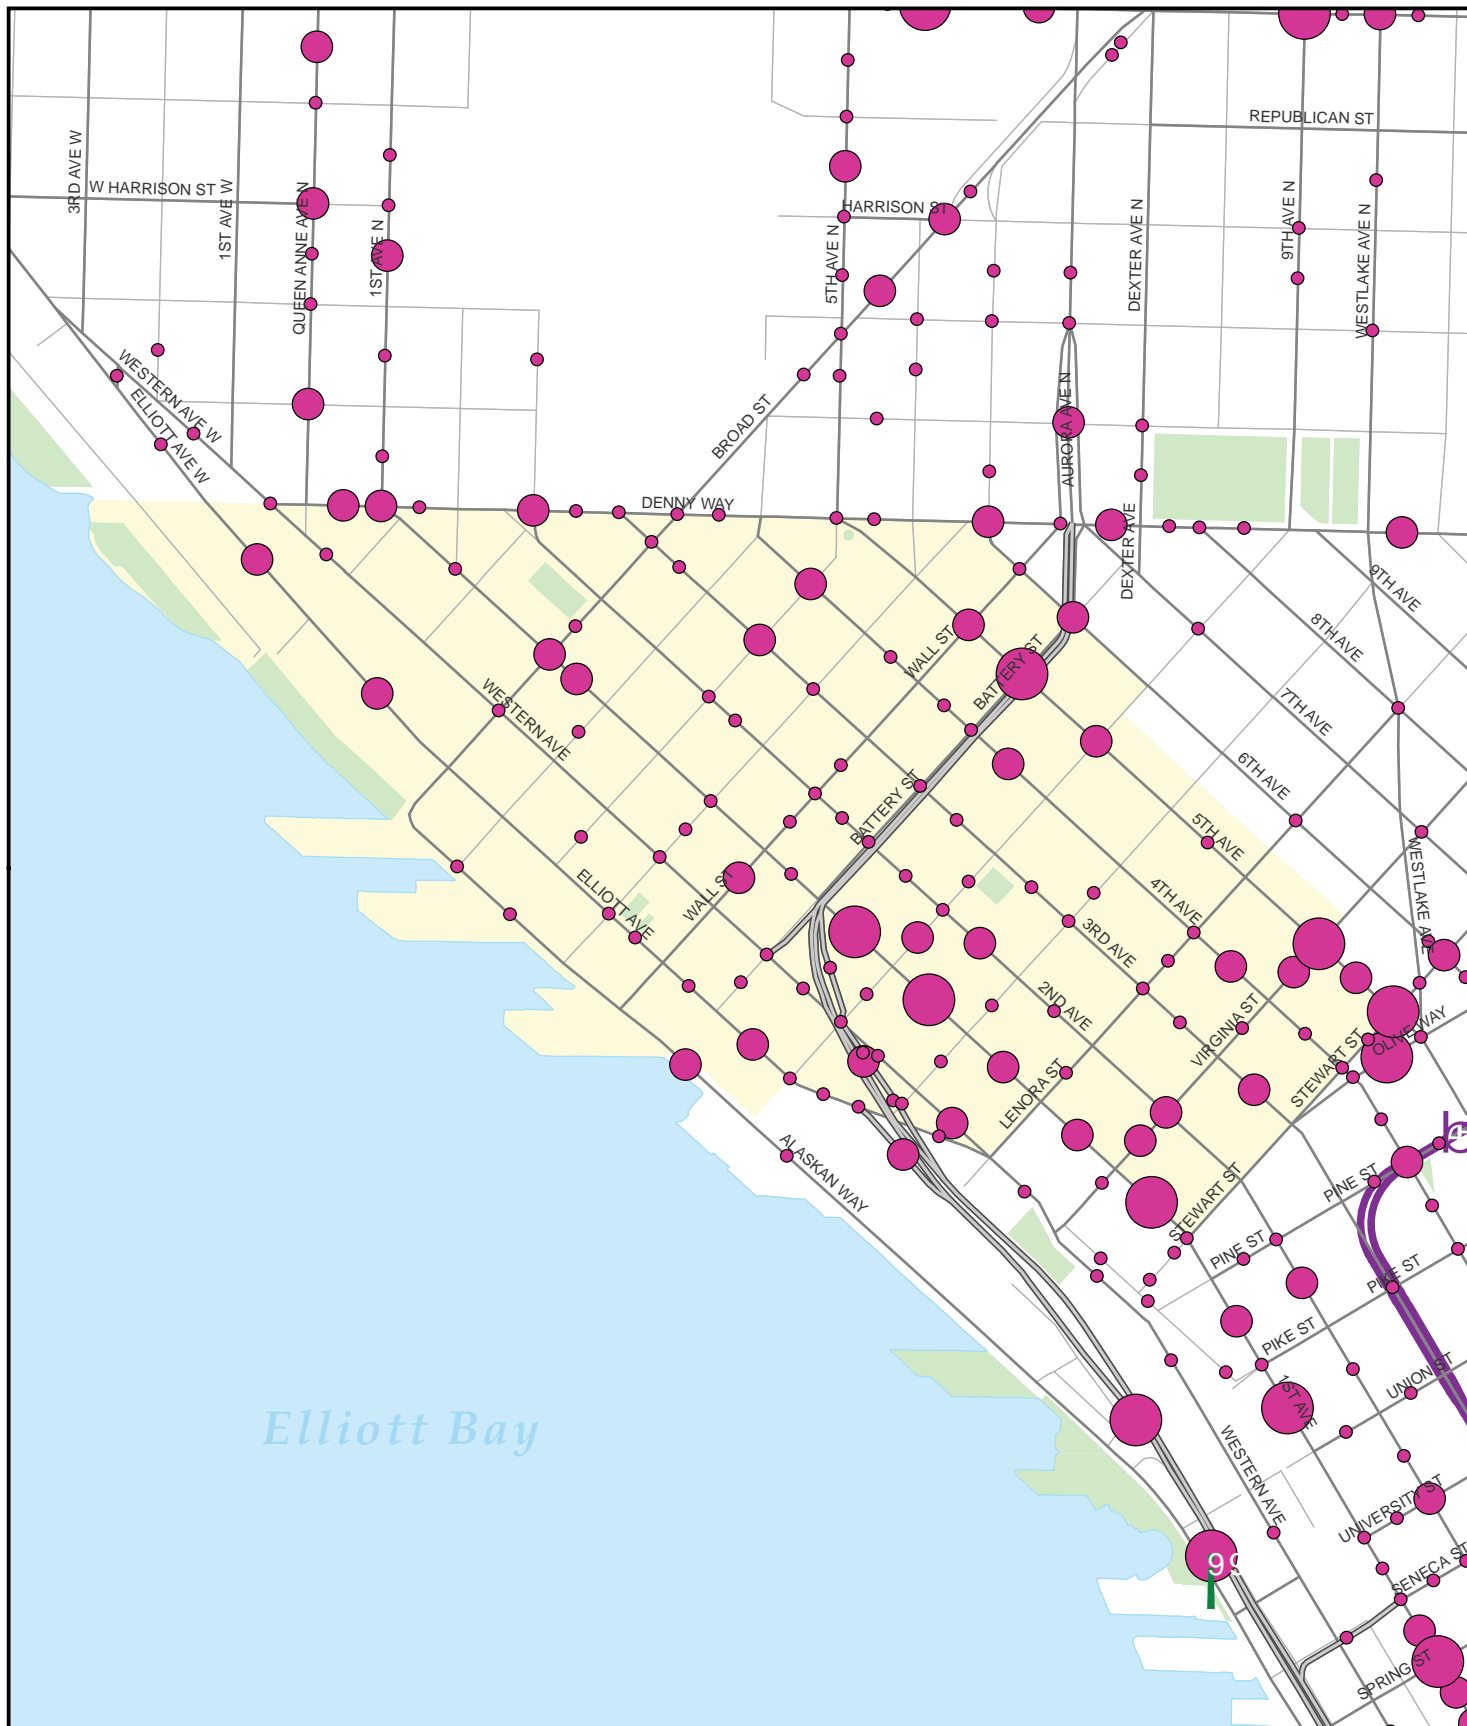 REPUBLICAN ST
3RD AVE W
W HARRISON ST
1ST AVE W
QUEEN ANNE AVE N
1ST AVE N
HARRISON ST
5TH AVE N
DEXTER AVE N
9TH AVE N
WESTLAKE AVE N
WESTERN AVE W
ELLIOTT AVE W
BROAD ST
AURORA AVE N
DENNY WAY
DEXTER AVE
9TH AVE
8TH AVE
7TH AVE
6TH AVE
WALL ST
BATTERY ST
WESTERN AVE
BATTERY ST
5TH AVE
WESTLAKE AVE
ELLIOTT AVE
WALL ST
4TH AVE
3RD AVE
2ND AVE
VIRGINIA ST
OLIVE WAY
STEWART ST
LENORA ST
ALASKAN WAY
STEWART ST
PINE ST
PINE ST
PIKE ST
PIKE ST
UNION ST
1ST AVE
Elliott Bay
WESTERN AVE
UNIVERSITY ST
SENECA ST
99
SPRING ST